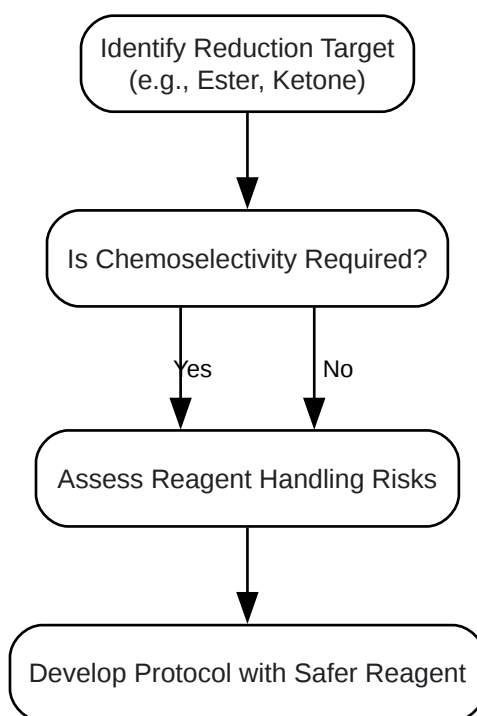 Identify Reduction Target
(e.g., Ester, Ketone)
Is Chemoselectivity Required?
Yes
No
Assess Reagent Handling Risks
Develop Protocol with Safer Reagent